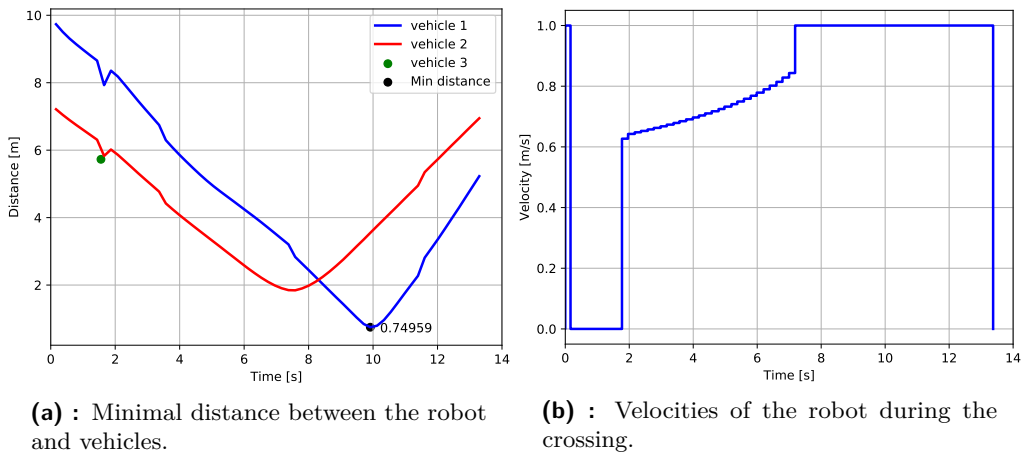 10
8
6
4
2
Distance [m]
vehicle 1
vehicle 2
vehicle 3
Min distance
0.74959
0 2 4 6 8 10 12 14
Time [s]
1.0
0.8
0.6
0.4
0.2
0.0
Velocity [m/s]
0 2 4 6 8 10 12 14
Time [s]
(a) : Minimal distance between the robot
and vehicles.
(b) : Velocities of the robot during the
crossing.